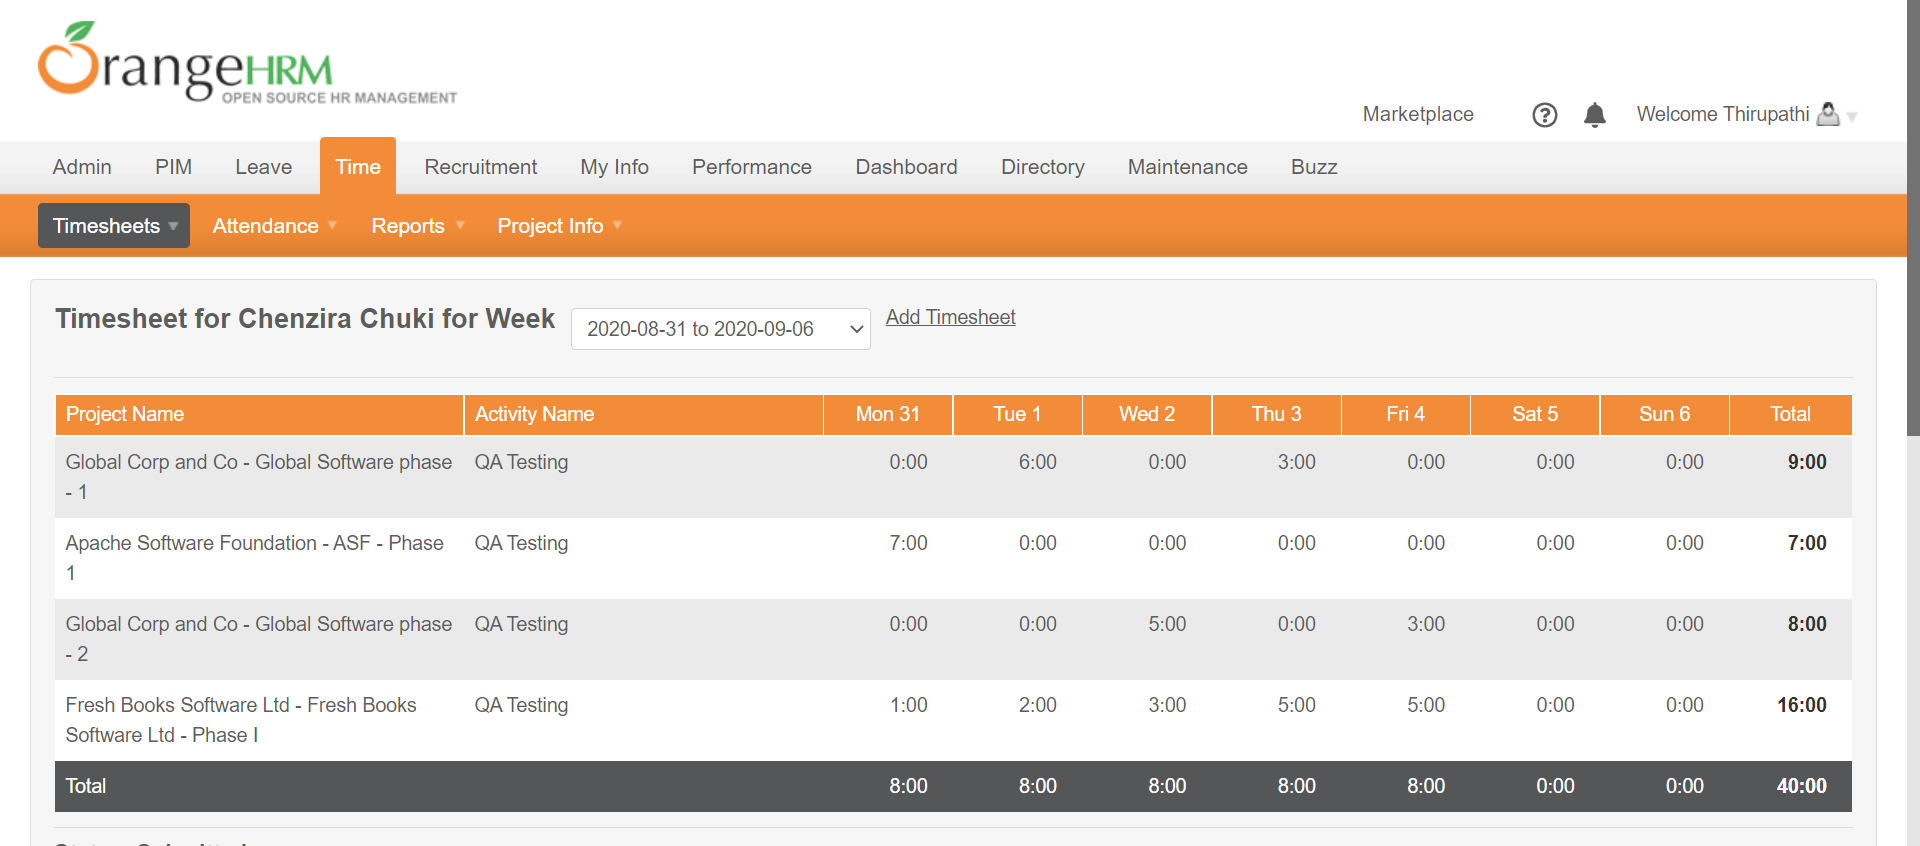 OrangeHRM
OPEN SOURCE HR MANAGEMENT
Marketplace ? Welcome Thirupathi
Admin PIM Leave Time Recruitment My Info Performance Dashboard Directory Maintenance Buzz
Timesheets Attendance Reports Project Info
Timesheet for Chenzira Chuki for Week 2020-08-31 to 2020-09-06 Add Timesheet
Project Name Activity Name Mon 31 Tue 1 Wed 2 Thu 3 Fri 4 Sat 5 Sun 6 Total
Global Corp and Co - Global Software phase QA Testing 0:00 6:00 0:00 3:00 0:00 0:00 0:00 9:00
- 1
Apache Software Foundation - ASF - Phase QA Testing 7:00 0:00 0:00 0:00 0:00 0:00 0:00 7:00
1
Global Corp and Co - Global Software phase QA Testing 0:00 0:00 5:00 0:00 3:00 0:00 0:00 8:00
- 2
Fresh Books Software Ltd - Fresh Books QA Testing 1:00 2:00 3:00 5:00 5:00 0:00 0:00 16:00
Software Ltd - Phase I
Total 8:00 8:00 8:00 8:00 8:00 0:00 0:00 40:00